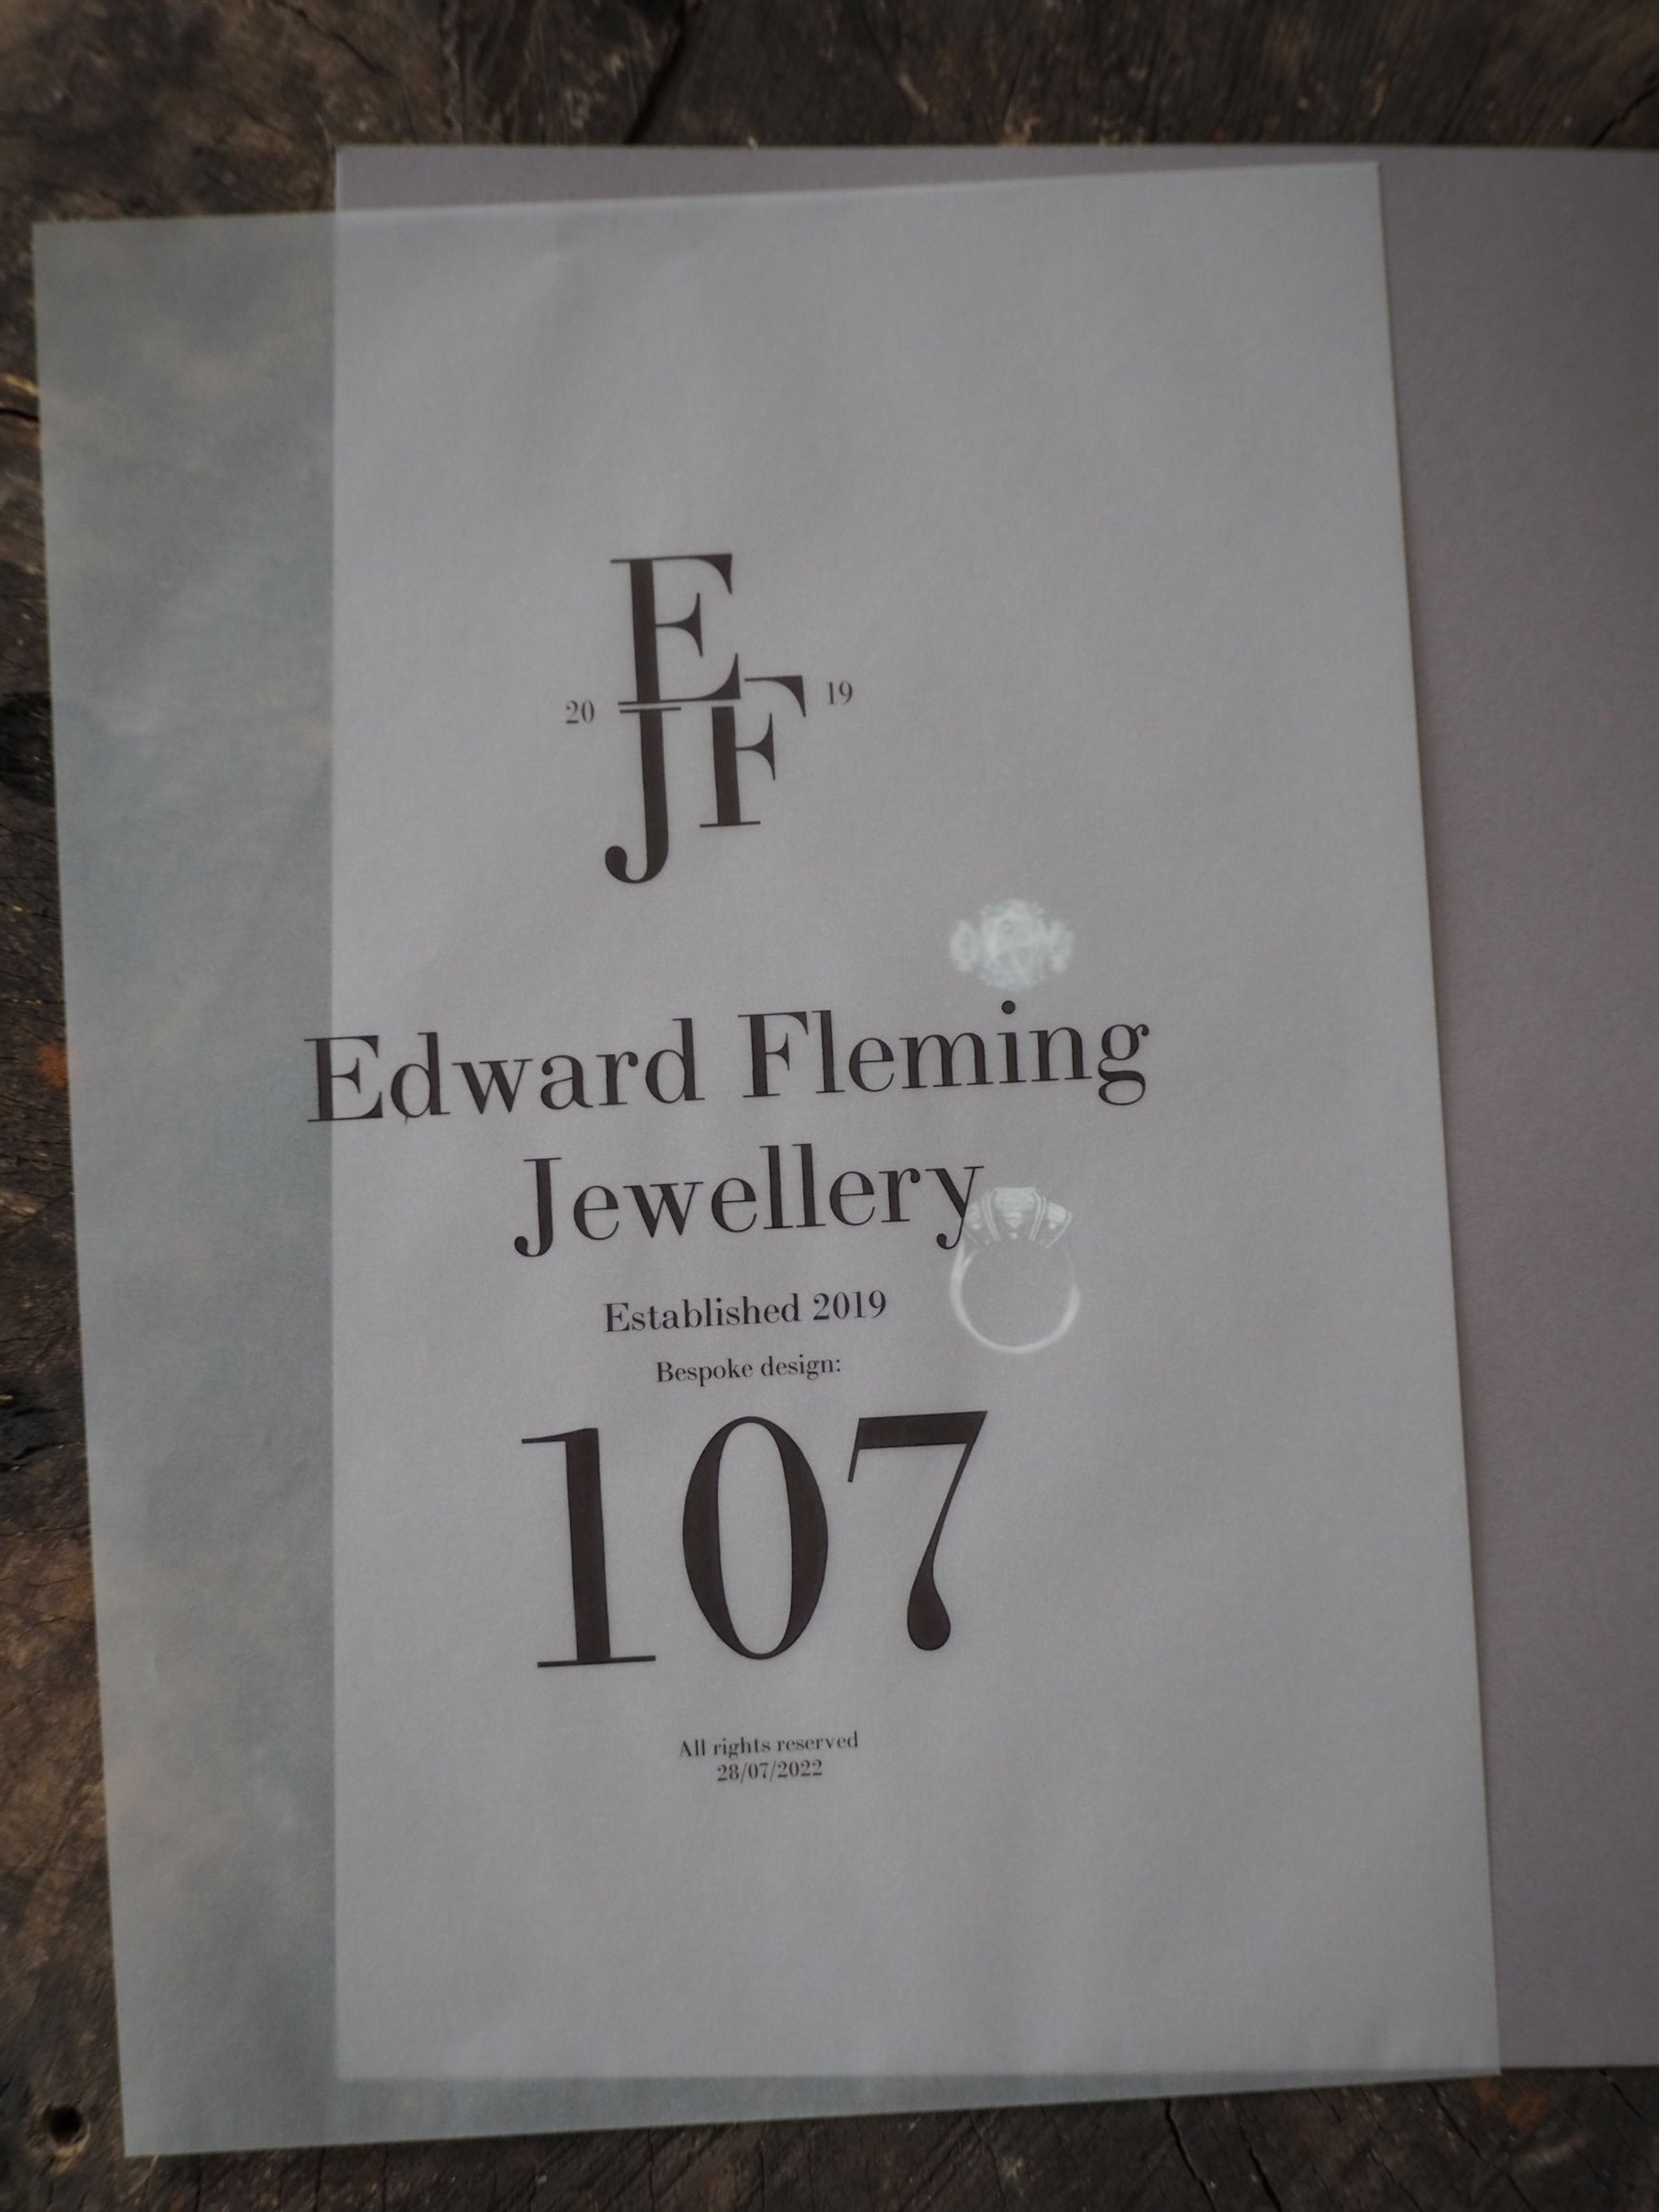 E
20 JF 19
Edward Fleming
Jewellery
Established 2019
Bespoke design:
107
All rights reserved
28/07/2022